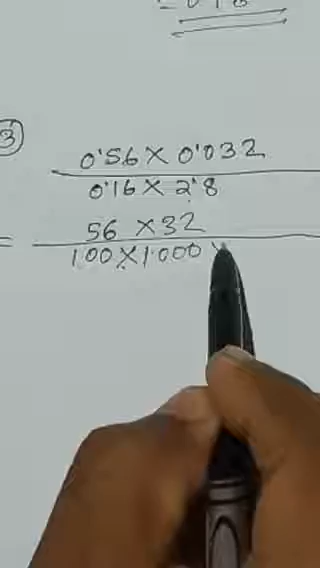 3
0.56 × 0.032
0.16 × 2.8
= 56 × 32
100 × 1000 ×